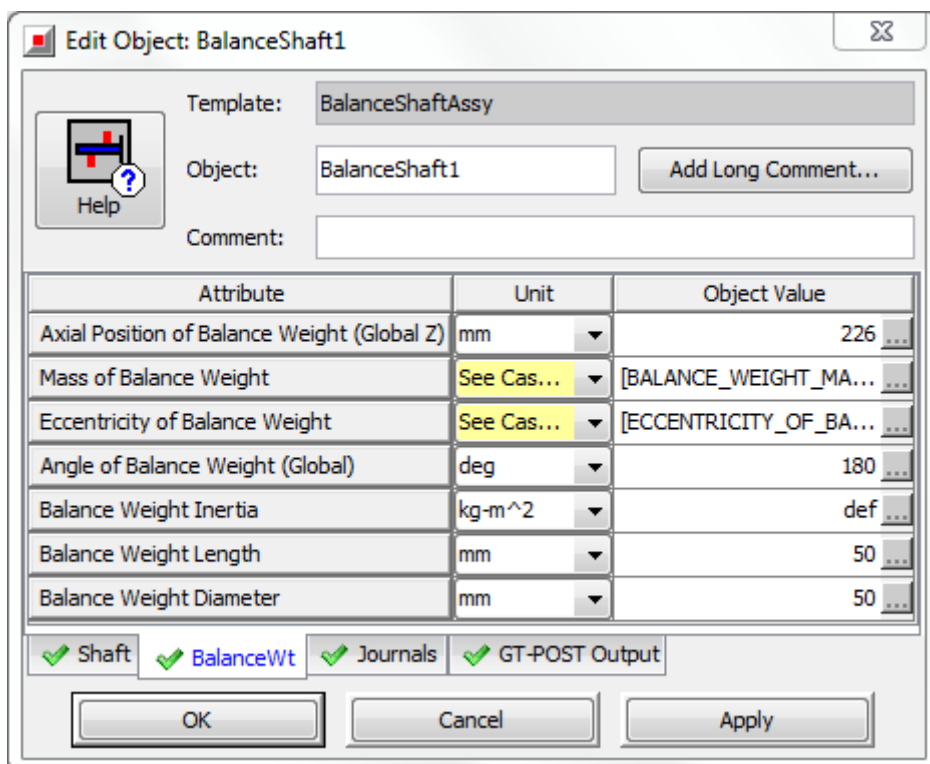 Edit Object: BalanceShaft1
Template: BalanceShaftAssy
Help
Object: BalanceShaft1 Add Long Comment...
Comment:
Attribute Unit Object Value
Axial Position of Balance Weight (Global Z) mm 226 ...
Mass of Balance Weight See Cas... [BALANCE_WEIGHT_MA... ...
Eccentricity of Balance Weight See Cas... [ECCENTRICITY_OF_BA... ...
Angle of Balance Weight (Global) deg 180 ...
Balance Weight Inertia kg-m^2 def ...
Balance Weight Length mm 50 ...
Balance Weight Diameter mm 50 ...
Shaft BalanceWt Journals GT-POST Output
OK Cancel Apply